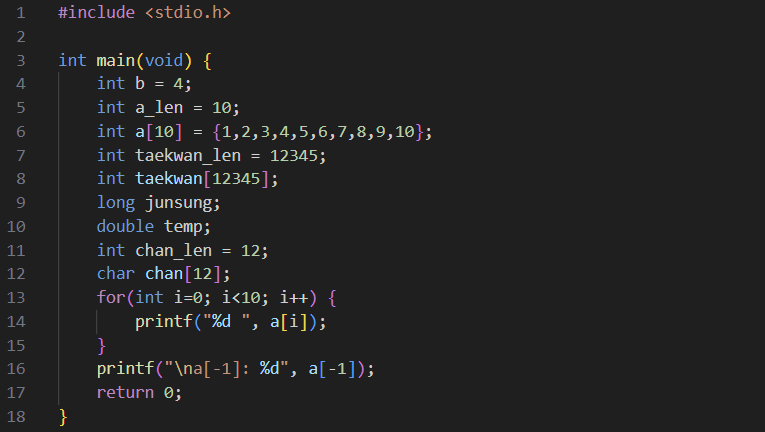 1 #include <stdio.h>
2
3 int main(void) {
4 int b = 4;
5 int a_len = 10;
6 int a[10] = {1,2,3,4,5,6,7,8,9,10};
7 int taekwan_len = 12345;
8 int taekwan[12345];
9 long junsung;
10 double temp;
11 int chan_len = 12;
12 char chan[12];
13 for(int i=0; i<10; i++) {
14 printf("%d ", a[i]);
15 }
16 printf("\na[-1]: %d", a[-1]);
17 return 0;
18 }